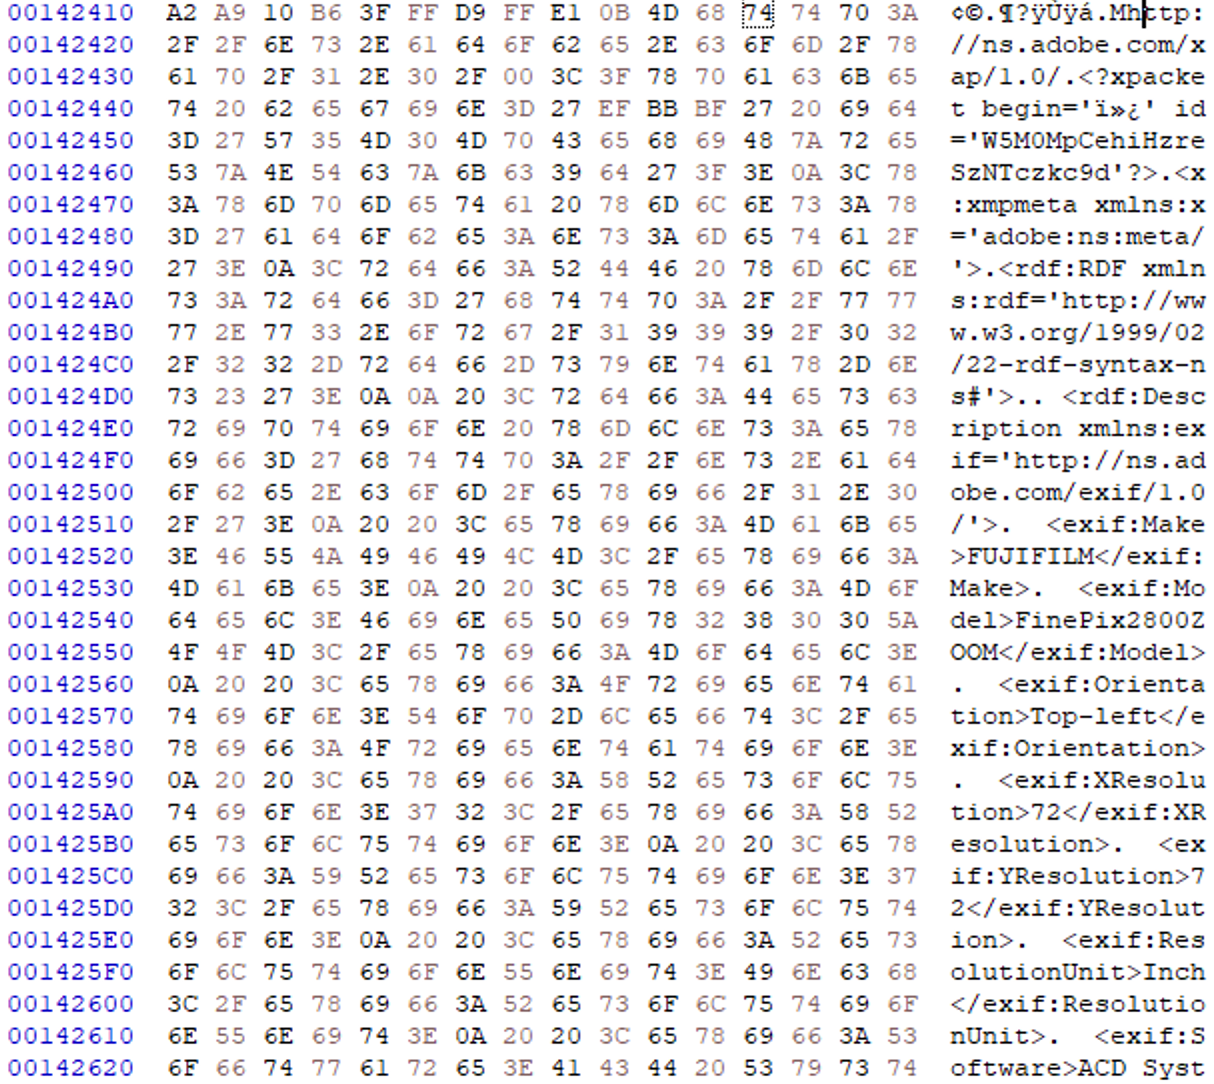 00142410 A2 A9 10 B6 3F FF D9 FF E1 0B 4D 68 74 74 70 3A ¢©.¶?ÿÙÿá.Mhttp:
00142420 2F 2F 6E 73 2E 61 64 6F 62 65 2E 63 6F 6D 2F 78 //ns.adobe.com/x
00142430 61 70 2F 31 2E 30 2F 00 3C 3F 78 70 61 63 6B 65 ap/1.0/.<?xpacke
00142440 74 20 62 65 67 69 6E 3D 27 EF BB BF 27 20 69 64 t begin='ï»¿' id
00142450 3D 27 57 35 4D 30 4D 70 43 65 68 69 48 7A 72 65 ='W5M0MpCehiHzre
00142460 53 7A 4E 54 63 7A 6B 63 39 64 27 3F 3E 0A 3C 78 SzNTczkc9d'?>.<x
00142470 3A 78 6D 70 6D 65 74 61 20 78 6D 6C 6E 73 3A 78 :xmpmeta xmlns:x
00142480 3D 27 61 64 6F 62 65 3A 6E 73 3A 6D 65 74 61 2F ='adobe:ns:meta/
00142490 27 3E 0A 3C 72 64 66 3A 52 44 46 20 78 6D 6C 6E '>.<rdf:RDF xmln
001424A0 73 3A 72 64 66 3D 27 68 74 74 70 3A 2F 2F 77 77 s:rdf='http://ww
001424B0 77 2E 77 33 2E 6F 72 67 2F 31 39 39 39 2F 30 32 w.w3.org/1999/02
001424C0 2F 32 32 2D 72 64 66 2D 73 79 6E 74 61 78 2D 6E /22-rdf-syntax-n
001424D0 73 23 27 3E 0A 0A 20 3C 72 64 66 3A 44 65 73 63 s#'>.. <rdf:Desc
001424E0 72 69 70 74 69 6F 6E 20 78 6D 6C 6E 73 3A 65 78 ription xmlns:ex
001424F0 69 66 3D 27 68 74 74 70 3A 2F 2F 6E 73 2E 61 64 if='http://ns.ad
00142500 6F 62 65 2E 63 6F 6D 2F 65 78 69 66 2F 31 2E 30 obe.com/exif/1.0
00142510 2F 27 3E 0A 20 20 3C 65 78 69 66 3A 4D 61 6B 65 /'>.  <exif:Make
00142520 3E 46 55 4A 49 46 49 4C 4D 3C 2F 65 78 69 66 3A >FUJIFILM</exif:
00142530 4D 61 6B 65 3E 0A 20 20 3C 65 78 69 66 3A 4D 6F Make>.  <exif:Mo
00142540 64 65 6C 3E 46 69 6E 65 50 69 78 32 38 30 30 5A del>FinePix2800Z
00142550 4F 4F 4D 3C 2F 65 78 69 66 3A 4D 6F 64 65 6C 3E OOM</exif:Model>
00142560 0A 20 20 3C 65 78 69 66 3A 4F 72 69 65 6E 74 61 .  <exif:Orienta
00142570 74 69 6F 6E 3E 54 6F 70 2D 6C 65 66 74 3C 2F 65 tion>Top-left</e
00142580 78 69 66 3A 4F 72 69 65 6E 74 61 74 69 6F 6E 3E xif:Orientation>
00142590 0A 20 20 3C 65 78 69 66 3A 58 52 65 73 6F 6C 75 .  <exif:XResolu
001425A0 74 69 6F 6E 3E 37 32 3C 2F 65 78 69 66 3A 58 52 tion>72</exif:XR
001425B0 65 73 6F 6C 75 74 69 6F 6E 3E 0A 20 20 3C 65 78 esolution>.  <ex
001425C0 69 66 3A 59 52 65 73 6F 6C 75 74 69 6F 6E 3E 37 if:YResolution>7
001425D0 32 3C 2F 65 78 69 66 3A 59 52 65 73 6F 6C 75 74 2</exif:YResolut
001425E0 69 6F 6E 3E 0A 20 20 3C 65 78 69 66 3A 52 65 73 ion>.  <exif:Res
001425F0 6F 6C 75 74 69 6F 6E 55 6E 69 74 3E 49 6E 63 68 olutionUnit>Inch
00142600 3C 2F 65 78 69 66 3A 52 65 73 6F 6C 75 74 69 6F </exif:Resolutio
00142610 6E 55 6E 69 74 3E 0A 20 20 3C 65 78 69 66 3A 53 nUnit>.  <exif:S
00142620 6F 66 74 77 61 72 65 3E 41 43 44 20 53 79 73 74 oftware>ACD Syst